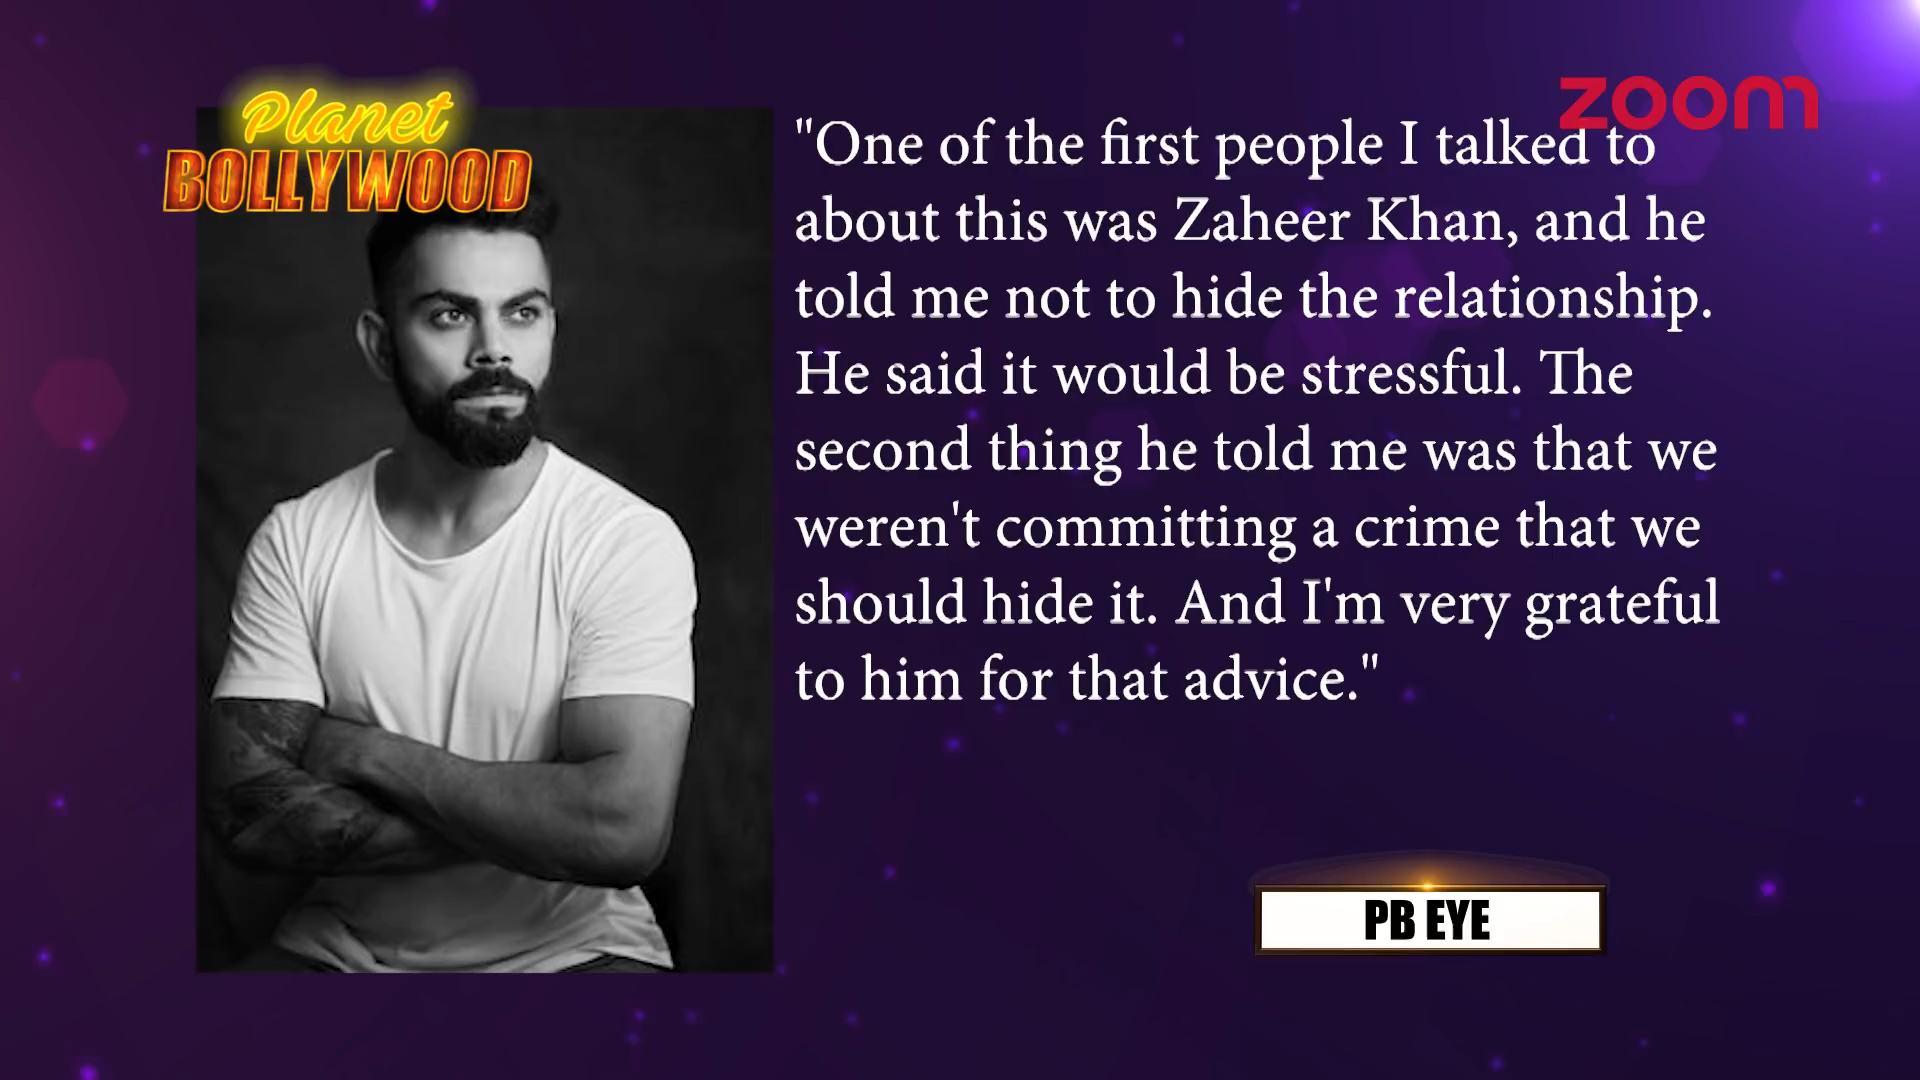 Planet
BOLLYWOOD
zoom
"One of the first people I talked to
about this was Zaheer Khan, and he
told me not to hide the relationship.
He said it would be stressful. The
second thing he told me was that we
weren't committing a crime that we
should hide it. And I'm very grateful
to him for that advice."
PB EYE